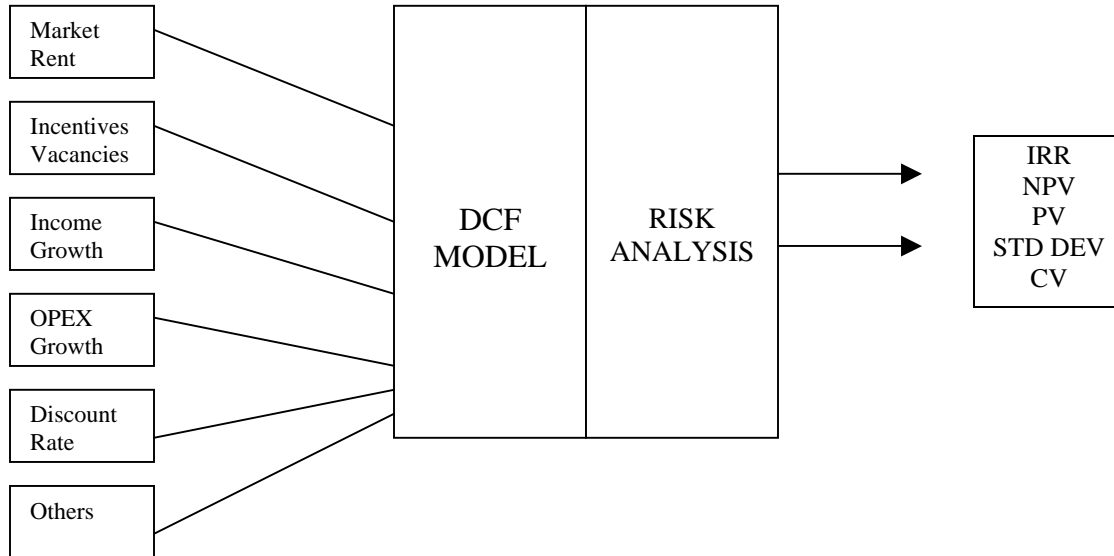 Market
Rent
Incentives
Vacancies
Income
Growth
OPEX
Growth
Discount
Rate
Others
DCF
MODEL
RISK
ANALYSIS
IRR
NPV
PV
STD DEV
CV